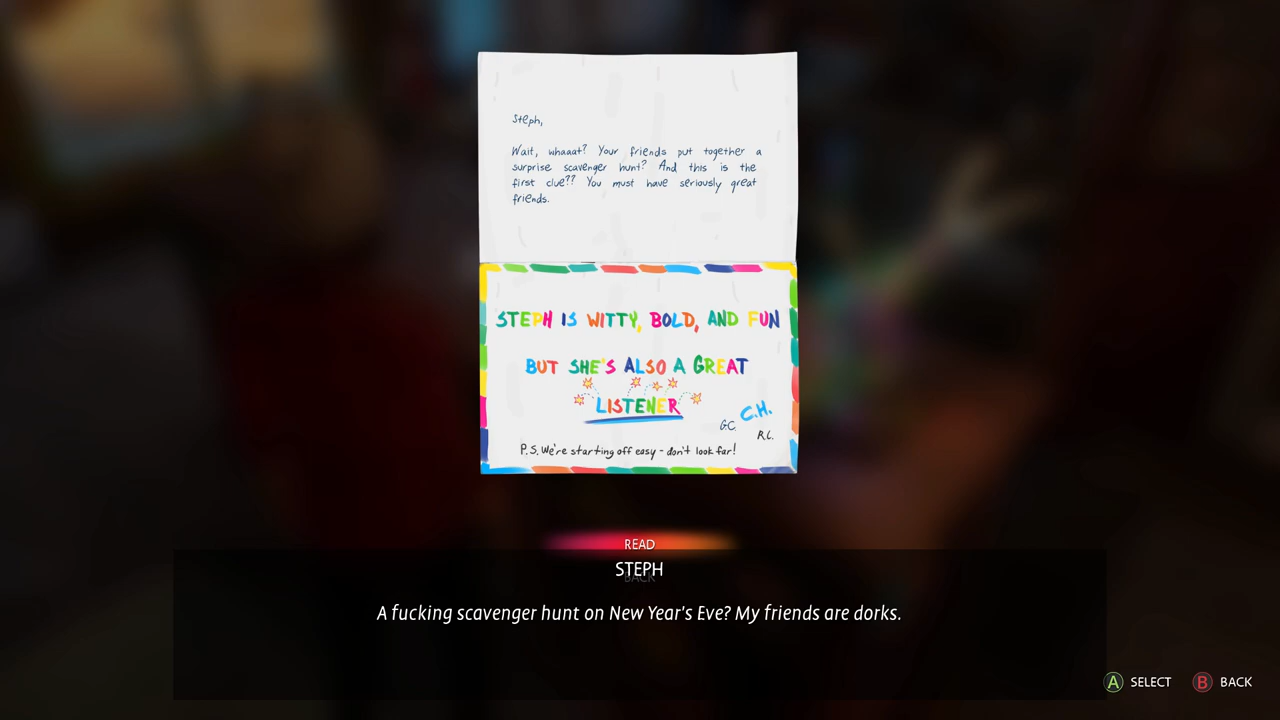 Steph,
Wait, whaaat? Your friends put together a
surprise scavenger hunt? And this is the
first clue?? You must have seriously great
friends.
STEPH IS WITTY, BOLD, AND FUN
BUT SHE'S ALSO A GREAT
LISTENER
G.C. C.H.
R.C.
P.S. We're starting off easy - don't look far!
READ
STEPH
BACK
A fucking scavenger hunt on New Year's Eve? My friends are dorks.
A SELECT B BACK